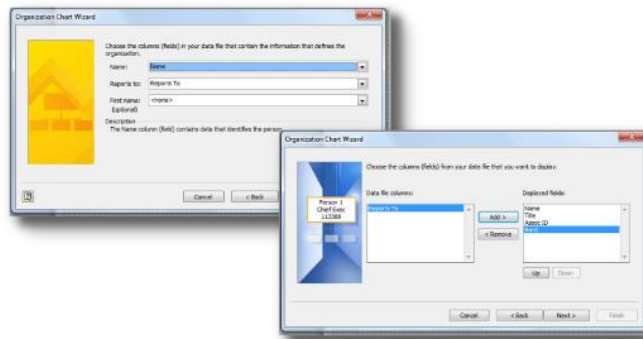 Organization Chart Wizard
Choose the columns (fields) in your data file that contain the information that defines the
organization.
Name:
Name
Reports to:
Reports To
First name:
<none>
(optional)
Description
The Name column (field) contains data that identifies the person.
Cancel
< Back
Organization Chart Wizard
Choose the columns (fields) from your data file that you want to display.
Data file columns:
Displayed fields:
Person 1
Chief Exec
112388
Reports To
Add >
< Remove
Name
Title
Assoc ID
Band
Up
Down
Cancel
< Back
Next >
Finish